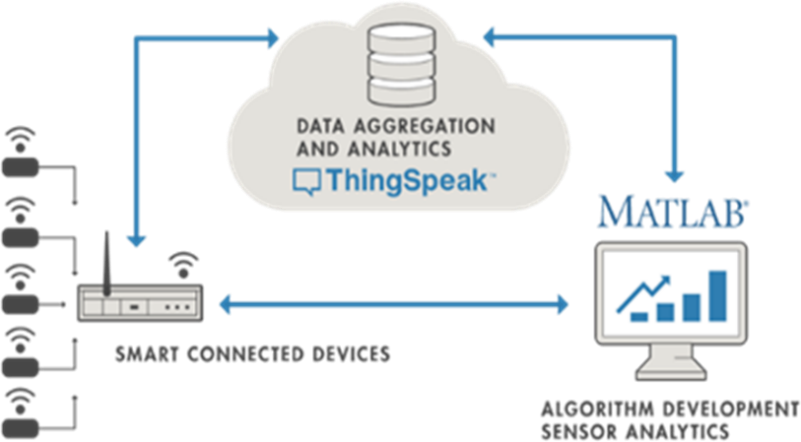 DATA AGGREGATION
AND ANALYTICS
ThingSpeak™
MATLAB®
SMART CONNECTED DEVICES
ALGORITHM DEVELOPMENT
SENSOR ANALYTICS